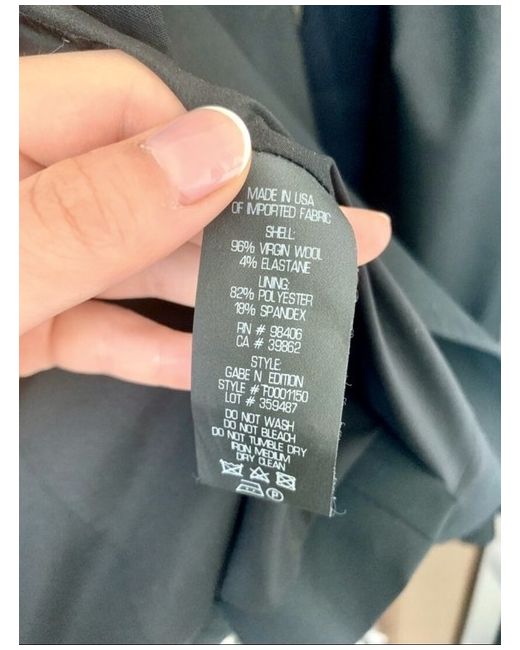 MADE IN USA
OF IMPORTED FABRIC
SHELL:
96% VIRGIN WOOL
4% ELASTANE
LINING:
82% POLYESTER
18% SPANDEX
RN # 98406
CA # 39862
STYLE:
GABE N EDITION
STYLE # F0001150
LOT # 359487
DO NOT WASH
DO NOT BLEACH
DO NOT TUMBLE DRY
IRON MEDIUM
DRY CLEAN
P